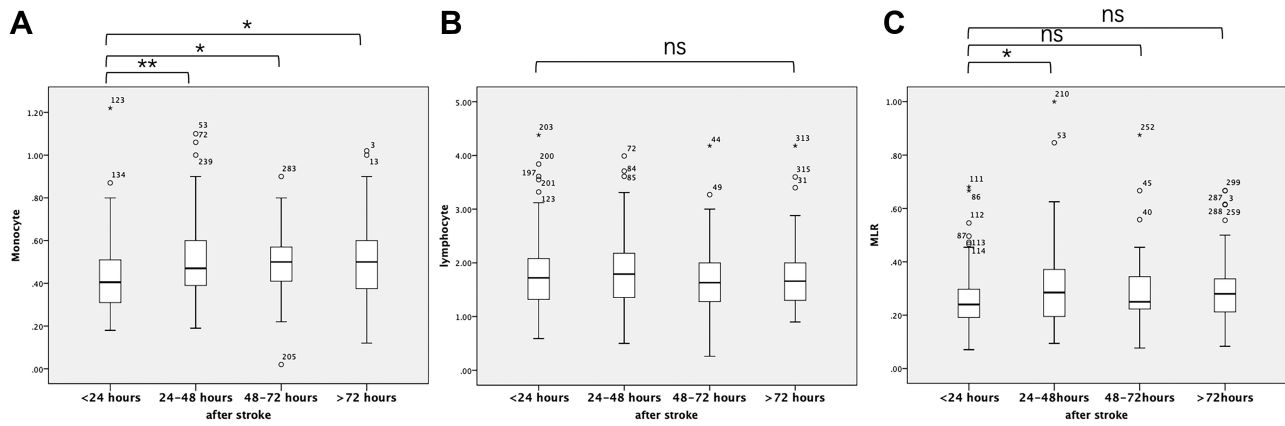 A
*
*
**
1.20
1.00
.80
.60
.40
.20
.00
Monocyte
123
134
53
72
239
283
205
3
13
<24 hours
24-48 hours
48-72 hours
>72 hours
after stroke
B
ns
5.00
4.00
3.00
2.00
1.00
.00
lymphocyte
203
200
197
201
123
72
84
85
44
49
313
315
31
<24 hours
24-48 hours
48-72 hours
>72 hours
after stroke
C
ns
ns
*
1.00
.80
.60
.40
.20
.00
MLR
111
86
112
87
113
114
210
53
252
45
40
299
287 3
288 259
<24 hours
24-48hours
48-72hours
>72hours
after stroke